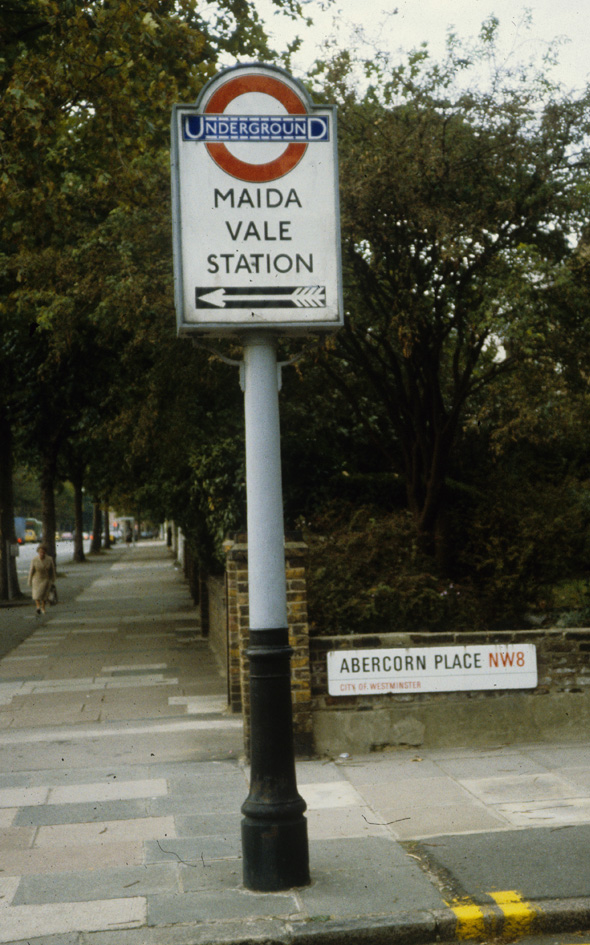 UNDERGROUND
MAIDA
VALE
STATION
ABERCORN PLACE NW8
CITY OF WESTMINSTER